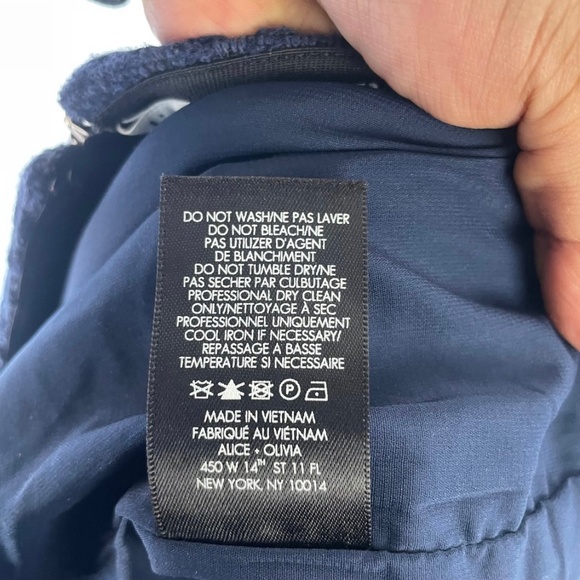 DO NOT WASH/NE PAS LAVER
DO NOT BLEACH/NE
PAS UTILIZER D'AGENT
DE BLANCHIMENT
DO NOT TUMBLE DRY/NE
PAS SECHER PAR CULBUTAGE
PROFESSIONAL DRY CLEAN
ONLY/NETTOYAGE À SEC
PROFESSIONNEL UNIQUEMENT
COOL IRON IF NECESSARY/
REPASSAGE A BASSE
TEMPERATURE SI NECESSAIRE
P
MADE IN VIETNAM
FABRIQUÉ AU VIÉTNAM
ALICE + OLIVIA
450 W 14TH ST 11 FL
NEW YORK, NY 10014